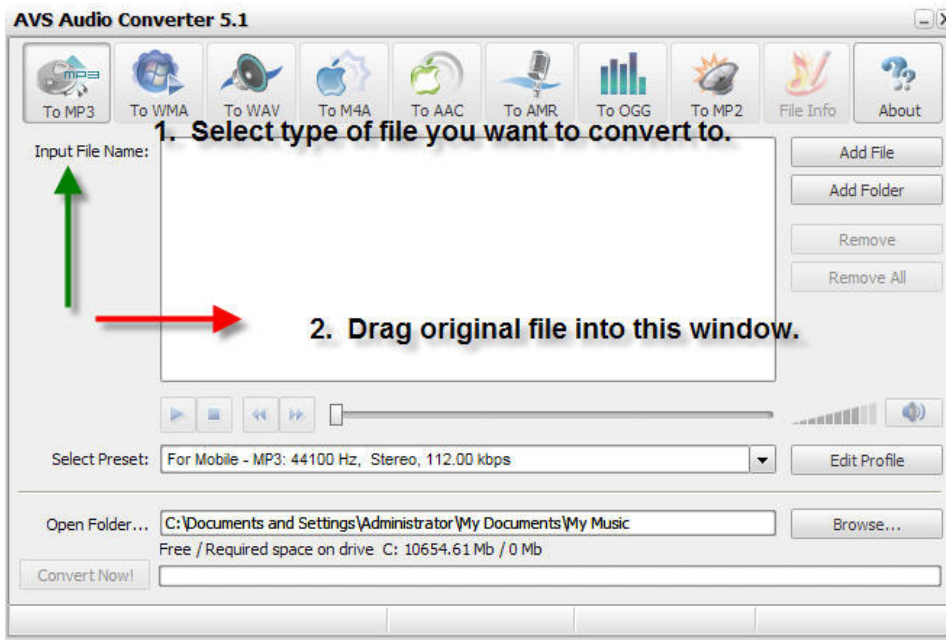 AVS Audio Converter 5.1
MP3
To MP3 To WMA To WAV To M4A To AAC To AMR To OGG To MP2 File Info About
1. Select type of file you want to convert to.
Input File Name:
Add File
Add Folder
Remove
Remove All
2. Drag original file into this window.
Select Preset: For Mobile - MP3: 44100 Hz, Stereo, 112.00 kbps Edit Profile
Open Folder... C:\Documents and Settings\Administrator\My Documents\My Music Browse...
Free / Required space on drive C: 10654.61 Mb / 0 Mb
Convert Now!